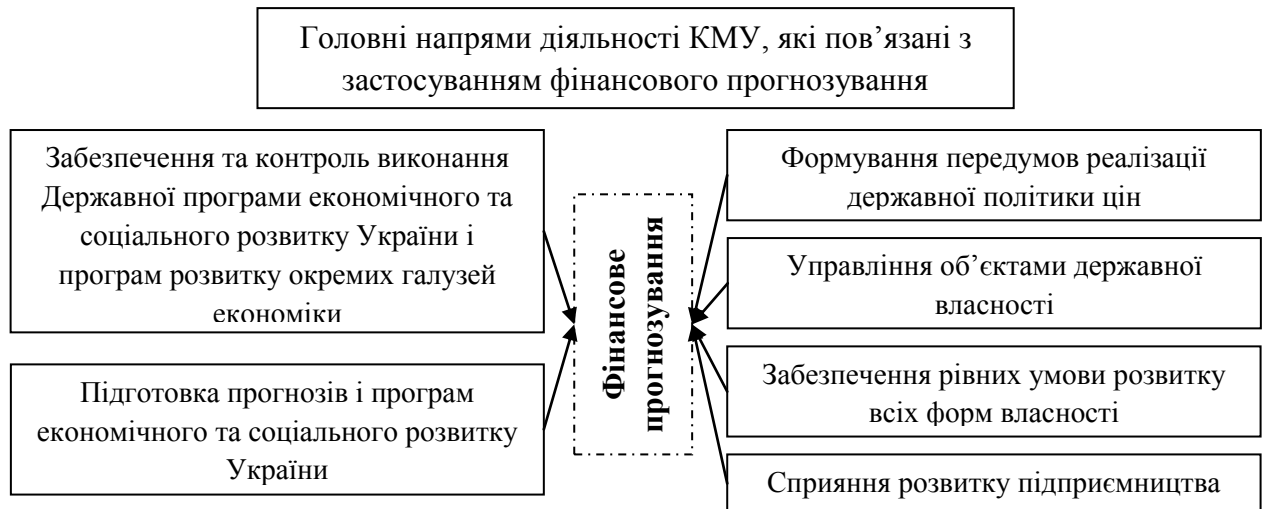 Головні напрями діяльності КМУ, які пов’язані з
застосуванням фінансового прогнозування
Забезпечення та контроль виконання
Державної програми економічного та
соціального розвитку України і
програм розвитку окремих галузей
економіки
Підготовка прогнозів і програм
економічного та соціального розвитку
України
Фінансове
прогнозування
Формування передумов реалізації
державної політики цін
Управління об’єктами державної
власності
Забезпечення рівних умови розвитку
всіх форм власності
Сприяння розвитку підприємництва